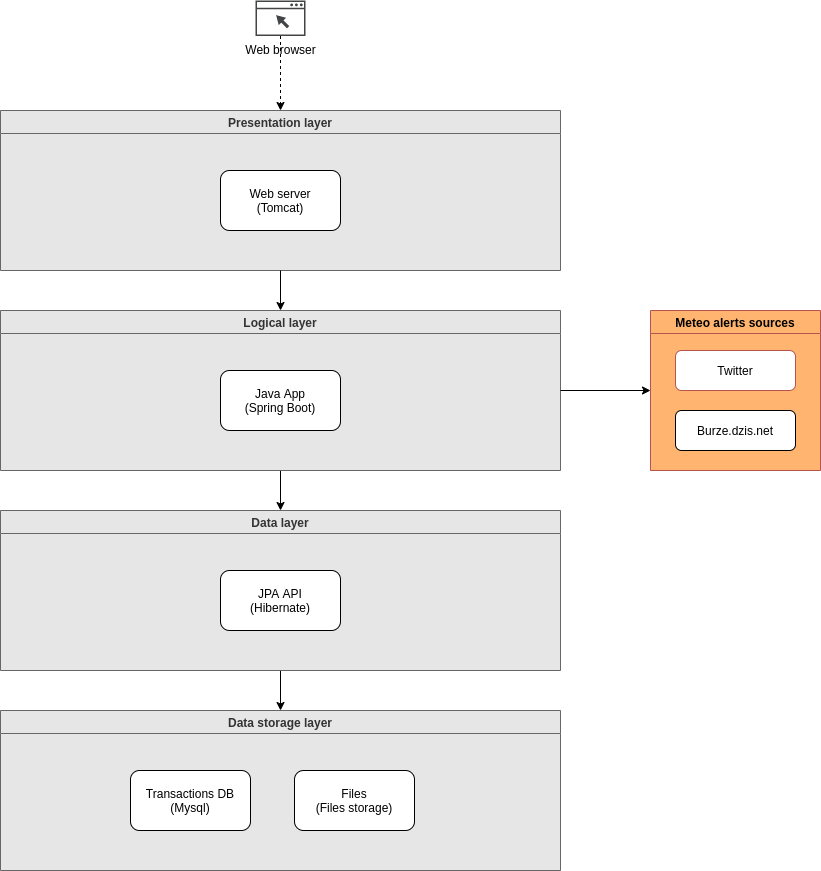 Web browser
Presentation layer
Web server
(Tomcat)
Logical layer
Java App
(Spring Boot)
Meteo alerts sources
Twitter
Burze.dzis.net
Data layer
JPA API
(Hibernate)
Data storage layer
Transactions DB
(Mysql)
Files
(Files storage)